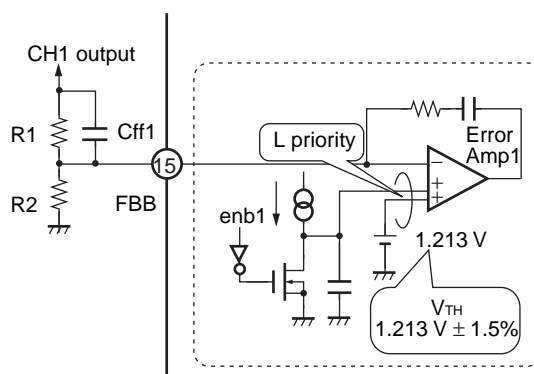 CH1 output
R1
Cff1
R2
15
FBB
L priority
Error
Amp1
−
+
+
enb1
1.213 V
VTH
1.213 V ± 1.5%